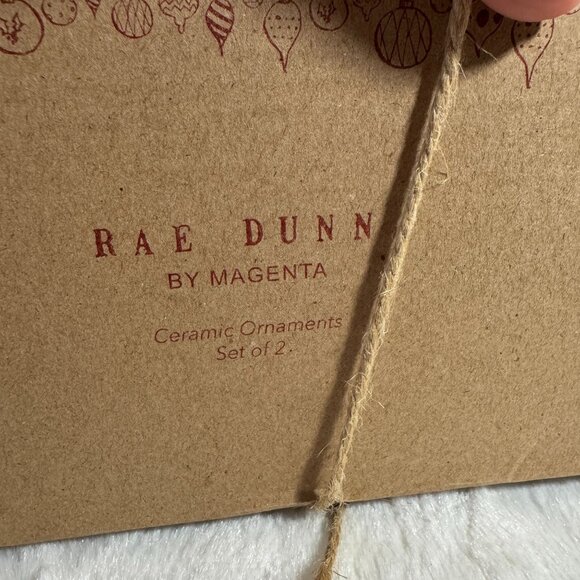 RAE DUNN
BY MAGENTA
Ceramic Ornaments
Set of 2